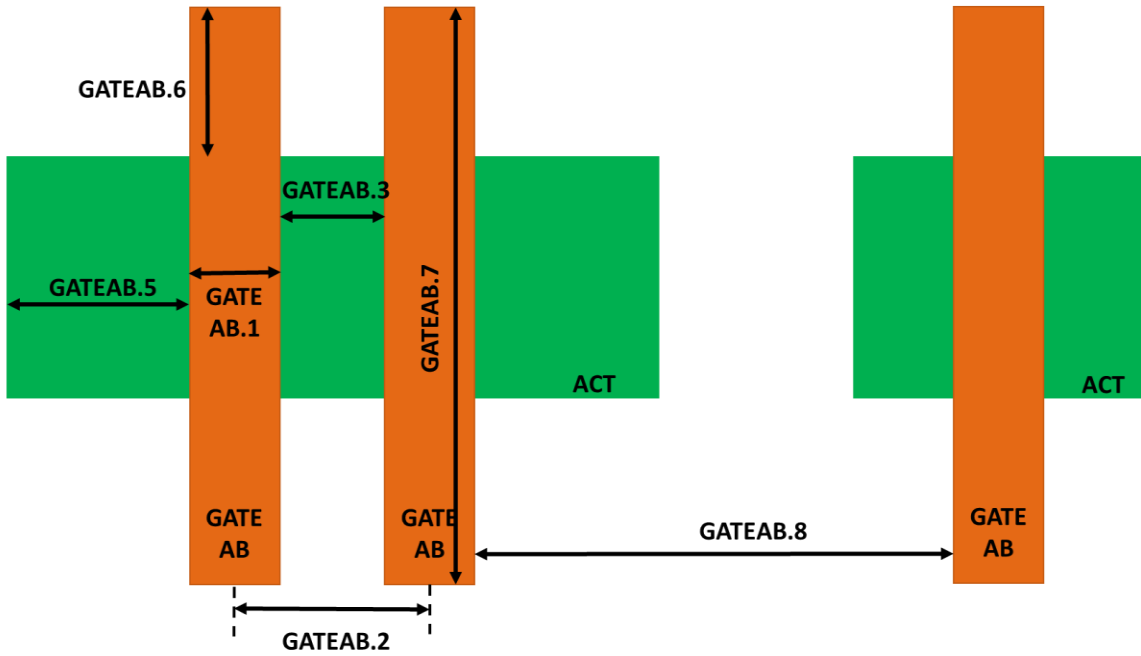 GATEAB.6
GATEAB.3
GATEAB.5
GATE
AB.1
GATEAB.7
ACT
ACT
GATE
AB
GATE
AB
GATEAB.8
GATE
AB
GATEAB.2